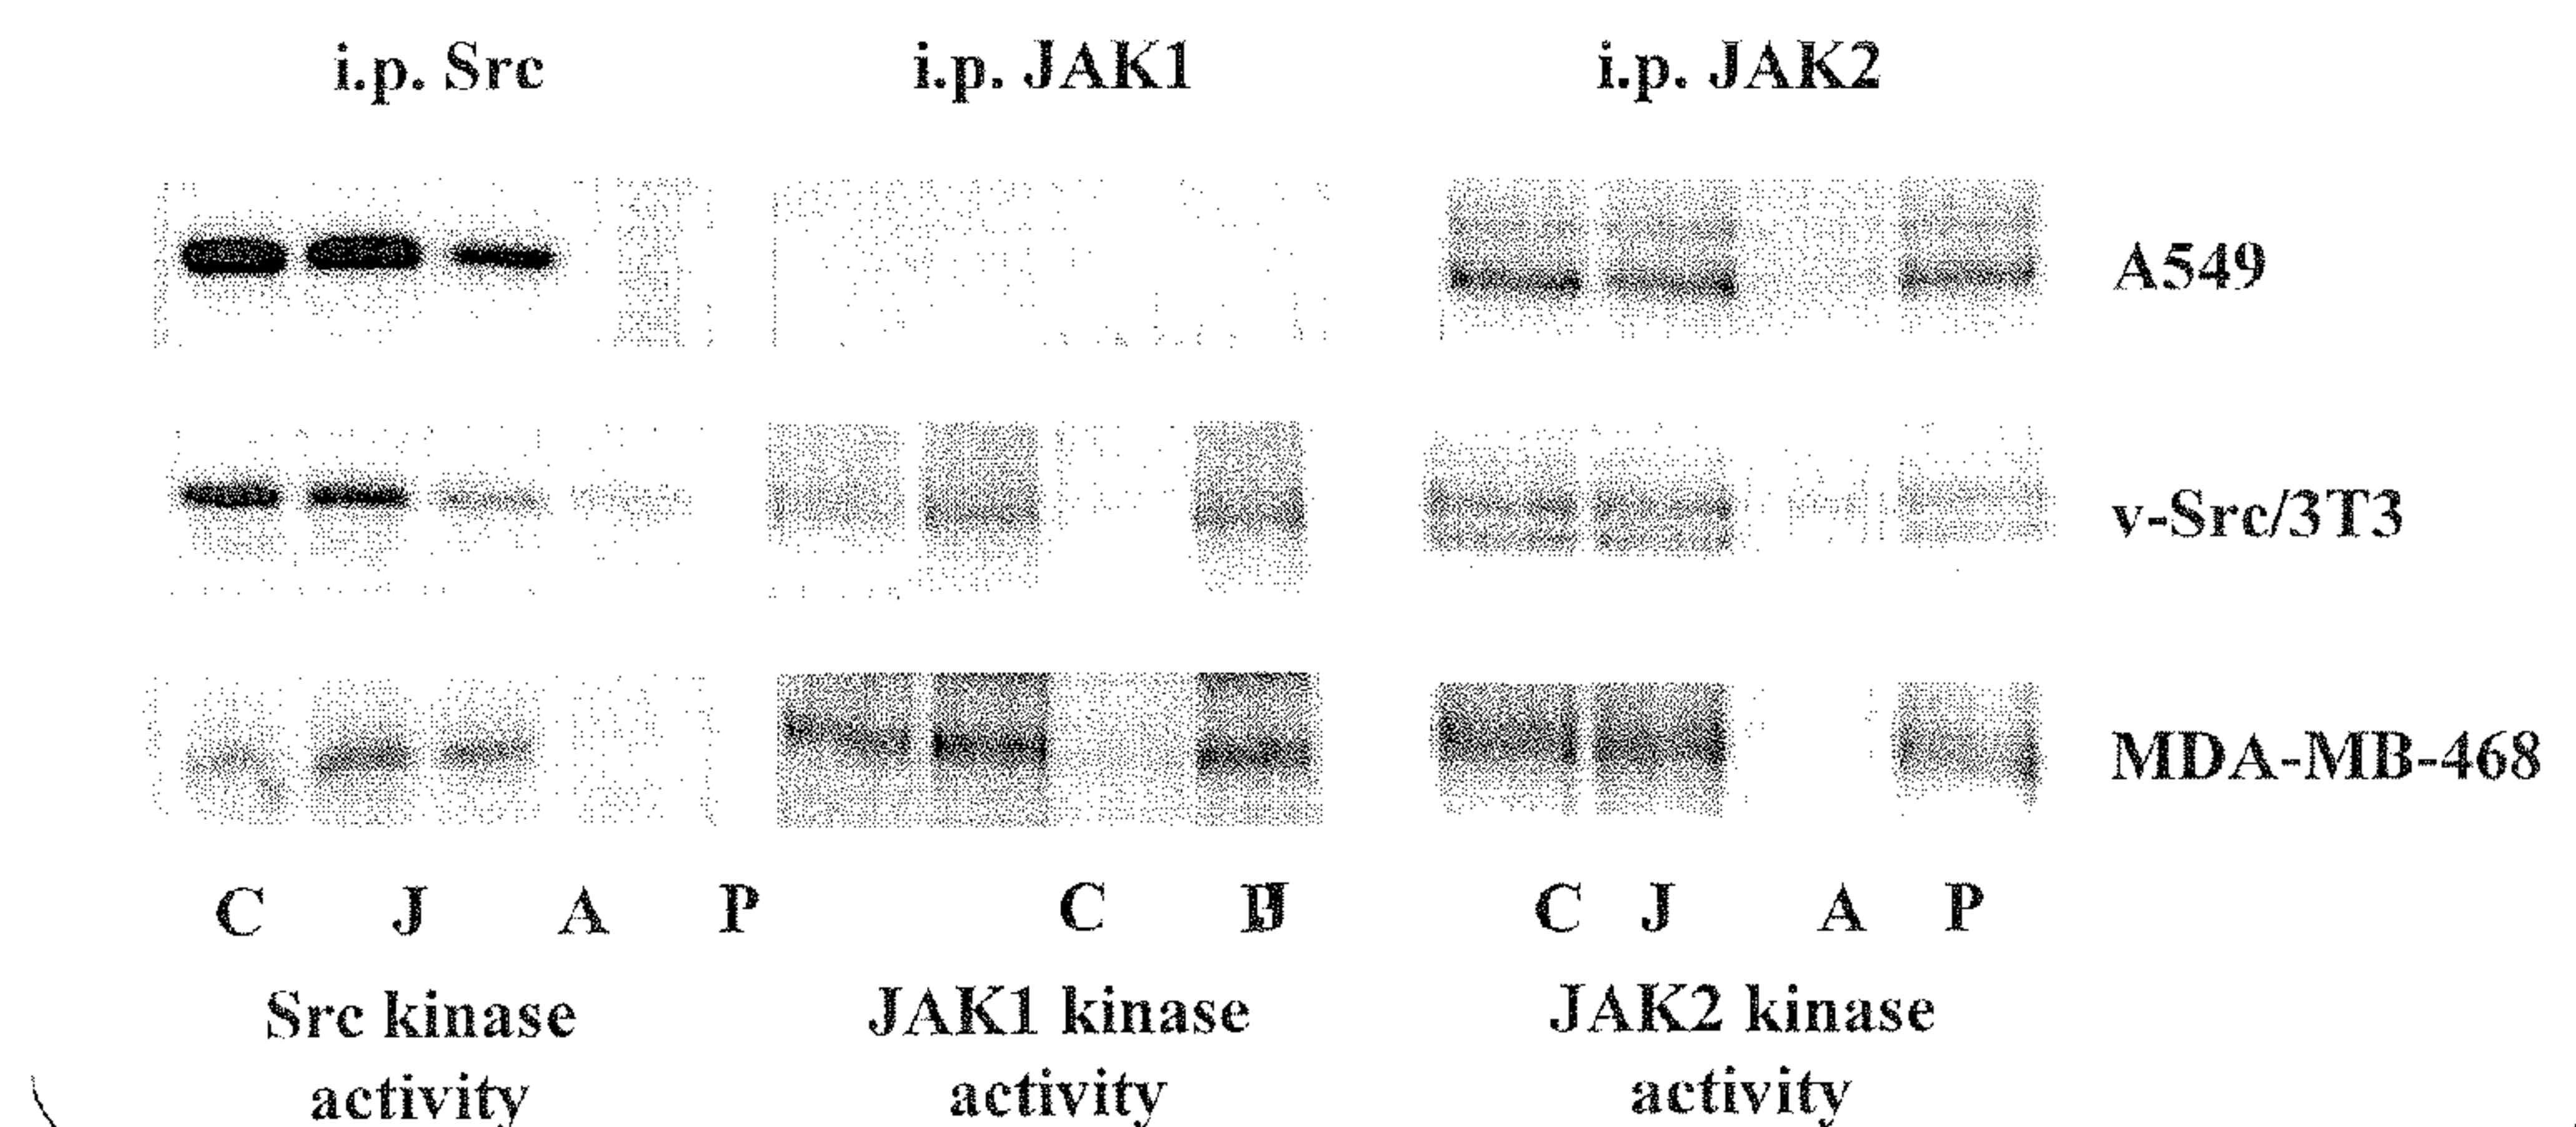 i.p. Src i.p. JAK1 i.p. JAK2
A549
v-Src/3T3
MDA-MB-468
C J A P C C J A P
Src kinase JAK1 kinase JAK2 kinase
activity activity activity